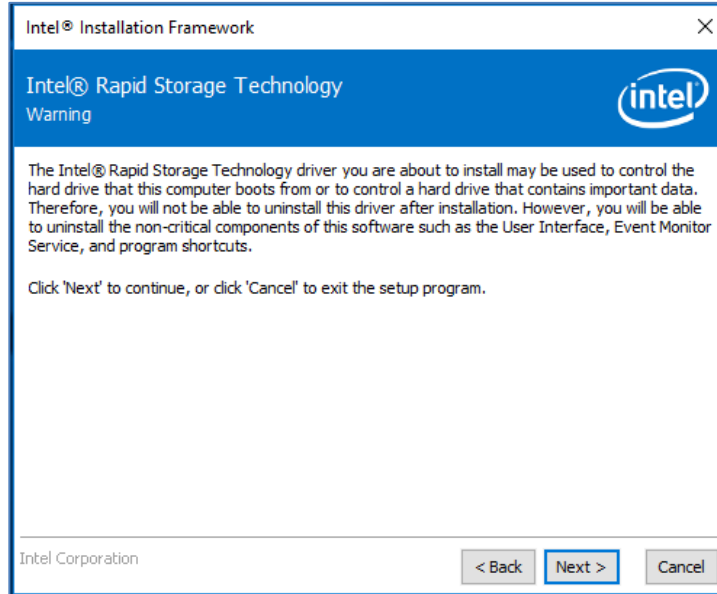 Intel® Installation Framework
Intel® Rapid Storage Technology
Warning
intel
The Intel® Rapid Storage Technology driver you are about to install may be used to control the
hard drive that this computer boots from or to control a hard drive that contains important data.
Therefore, you will not be able to uninstall this driver after installation. However, you will be able
to uninstall the non-critical components of this software such as the User Interface, Event Monitor
Service, and program shortcuts.
Click 'Next' to continue, or click 'Cancel' to exit the setup program.
Intel Corporation
< Back Next > Cancel